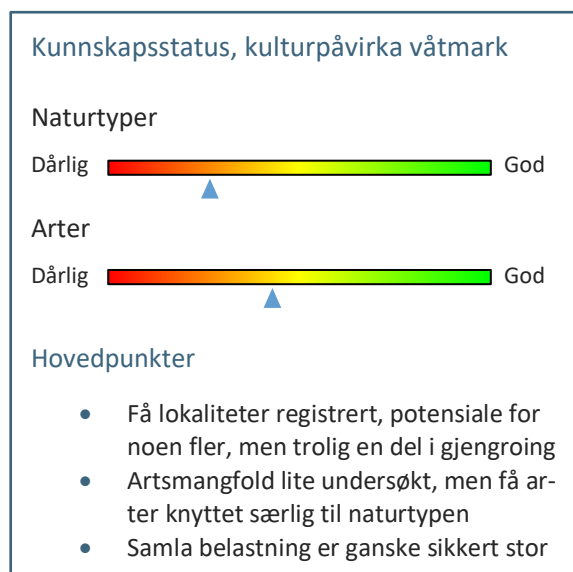 Kunnskapsstatus, kulturpåvirka våtmark
Naturtyper
Dårlig God
Arter
Dårlig God
Hovedpunkter
• Få lokaliteter registrert, potensiale for
noen fler, men trolig en del i gjengroing
• Artsmangfold lite undersøkt, men få ar-
ter knyttet særlig til naturtypen
• Samla belastning er ganske sikkert stor